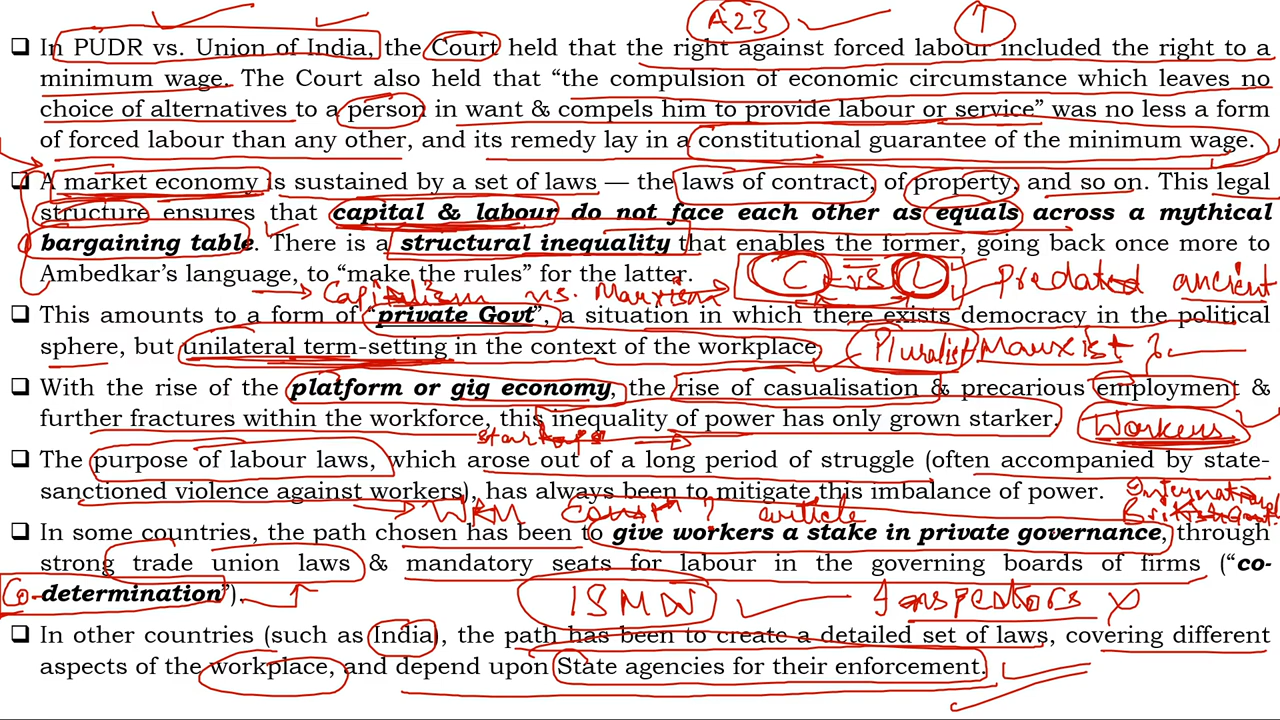 A23 ↑
❑ In PUDR vs. Union of India, the Court held that the right against forced labour included the right to a
minimum wage. The Court also held that “the compulsion of economic circumstance which leaves no
choice of alternatives to a person in want & compels him to provide labour or service” was no less a form
of forced labour than any other, and its remedy lay in a constitutional guarantee of the minimum wage.
❑ A market economy is sustained by a set of laws — the laws of contract, of property, and so on. This legal
structure ensures that capital & labour do not face each other as equals across a mythical
bargaining table. There is a structural inequality that enables the former, going back once more to
Ambedkar’s language, to “make the rules” for the latter.
C vs L Predated ancient
Capitalism vs. Marxism
This amounts to a form of “private Govt”, a situation in which there exists democracy in the political
sphere, but unilateral term-setting in the context of the workplace
Pluralist Marxist ?
❑ With the rise of the platform or gig economy, the rise of casualisation & precarious employment &
further fractures within the workforce, this inequality of power has only grown starker.
Workers
startups
❑ The purpose of labour laws, which arose out of a long period of struggle (often accompanied by state-
sanctioned violence against workers), has always been to mitigate this imbalance of power.
? article
❑ In some countries, the path chosen has been to give workers a stake in private governance, through
strong trade union laws & mandatory seats for labour in the governing boards of firms (“co-
Co-determination”).
ISMW Inspectors X
❑ In other countries (such as India), the path has been to create a detailed set of laws, covering different
aspects of the workplace, and depend upon State agencies for their enforcement.